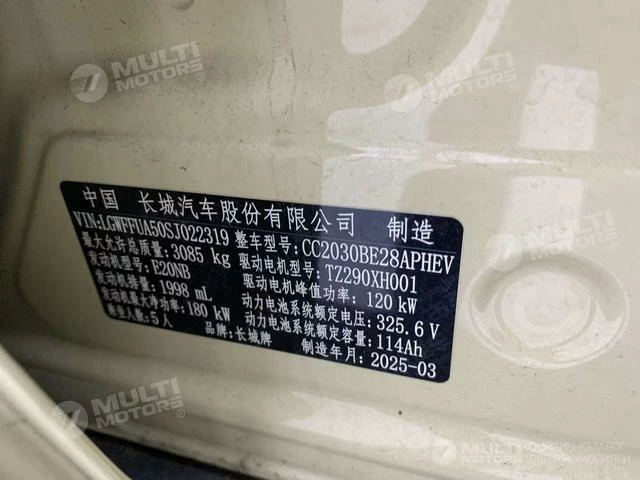 MULTI
MOTORS
MULTI
MOTORS
中国 长城汽车股份有限公司 制造
VIN:LGWFFUA50SJ022319 整车型号:CC2030BE28APHEV
最大允许总质量:3085 kg 驱动电机型号:TZ290XH001
发动机型号:E20NB 驱动电机峰值功率:120 kW
发动机排量:1998 mL 动力电池系统额定电压:325.6 V
发动机最大净功率:180 kW 动力电池系统额定容量:114Ah
乘坐人数:5人 品牌:长城牌 制造年月:2025-03
MULTI
MOTORS
MULTI
MOTORS
ОНЛАЙН-КАТАЛОГ
АВТОМОБИЛЕЙ